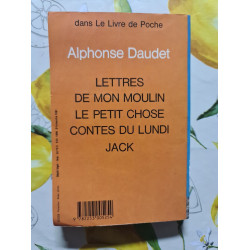 dans Le Livre de Poche
Alphonse Daudet
LETTRES
DE MON MOULIN
LE PETIT CHOSE
CONTES DU LUNDI
JACK